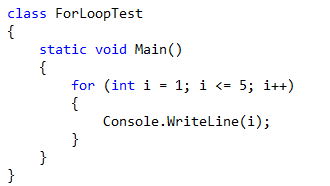 class ForLoopTest
{
    static void Main()
    {
        for (int i = 1; i <= 5; i++)
        {
            Console.WriteLine(i);
        }
    }
}